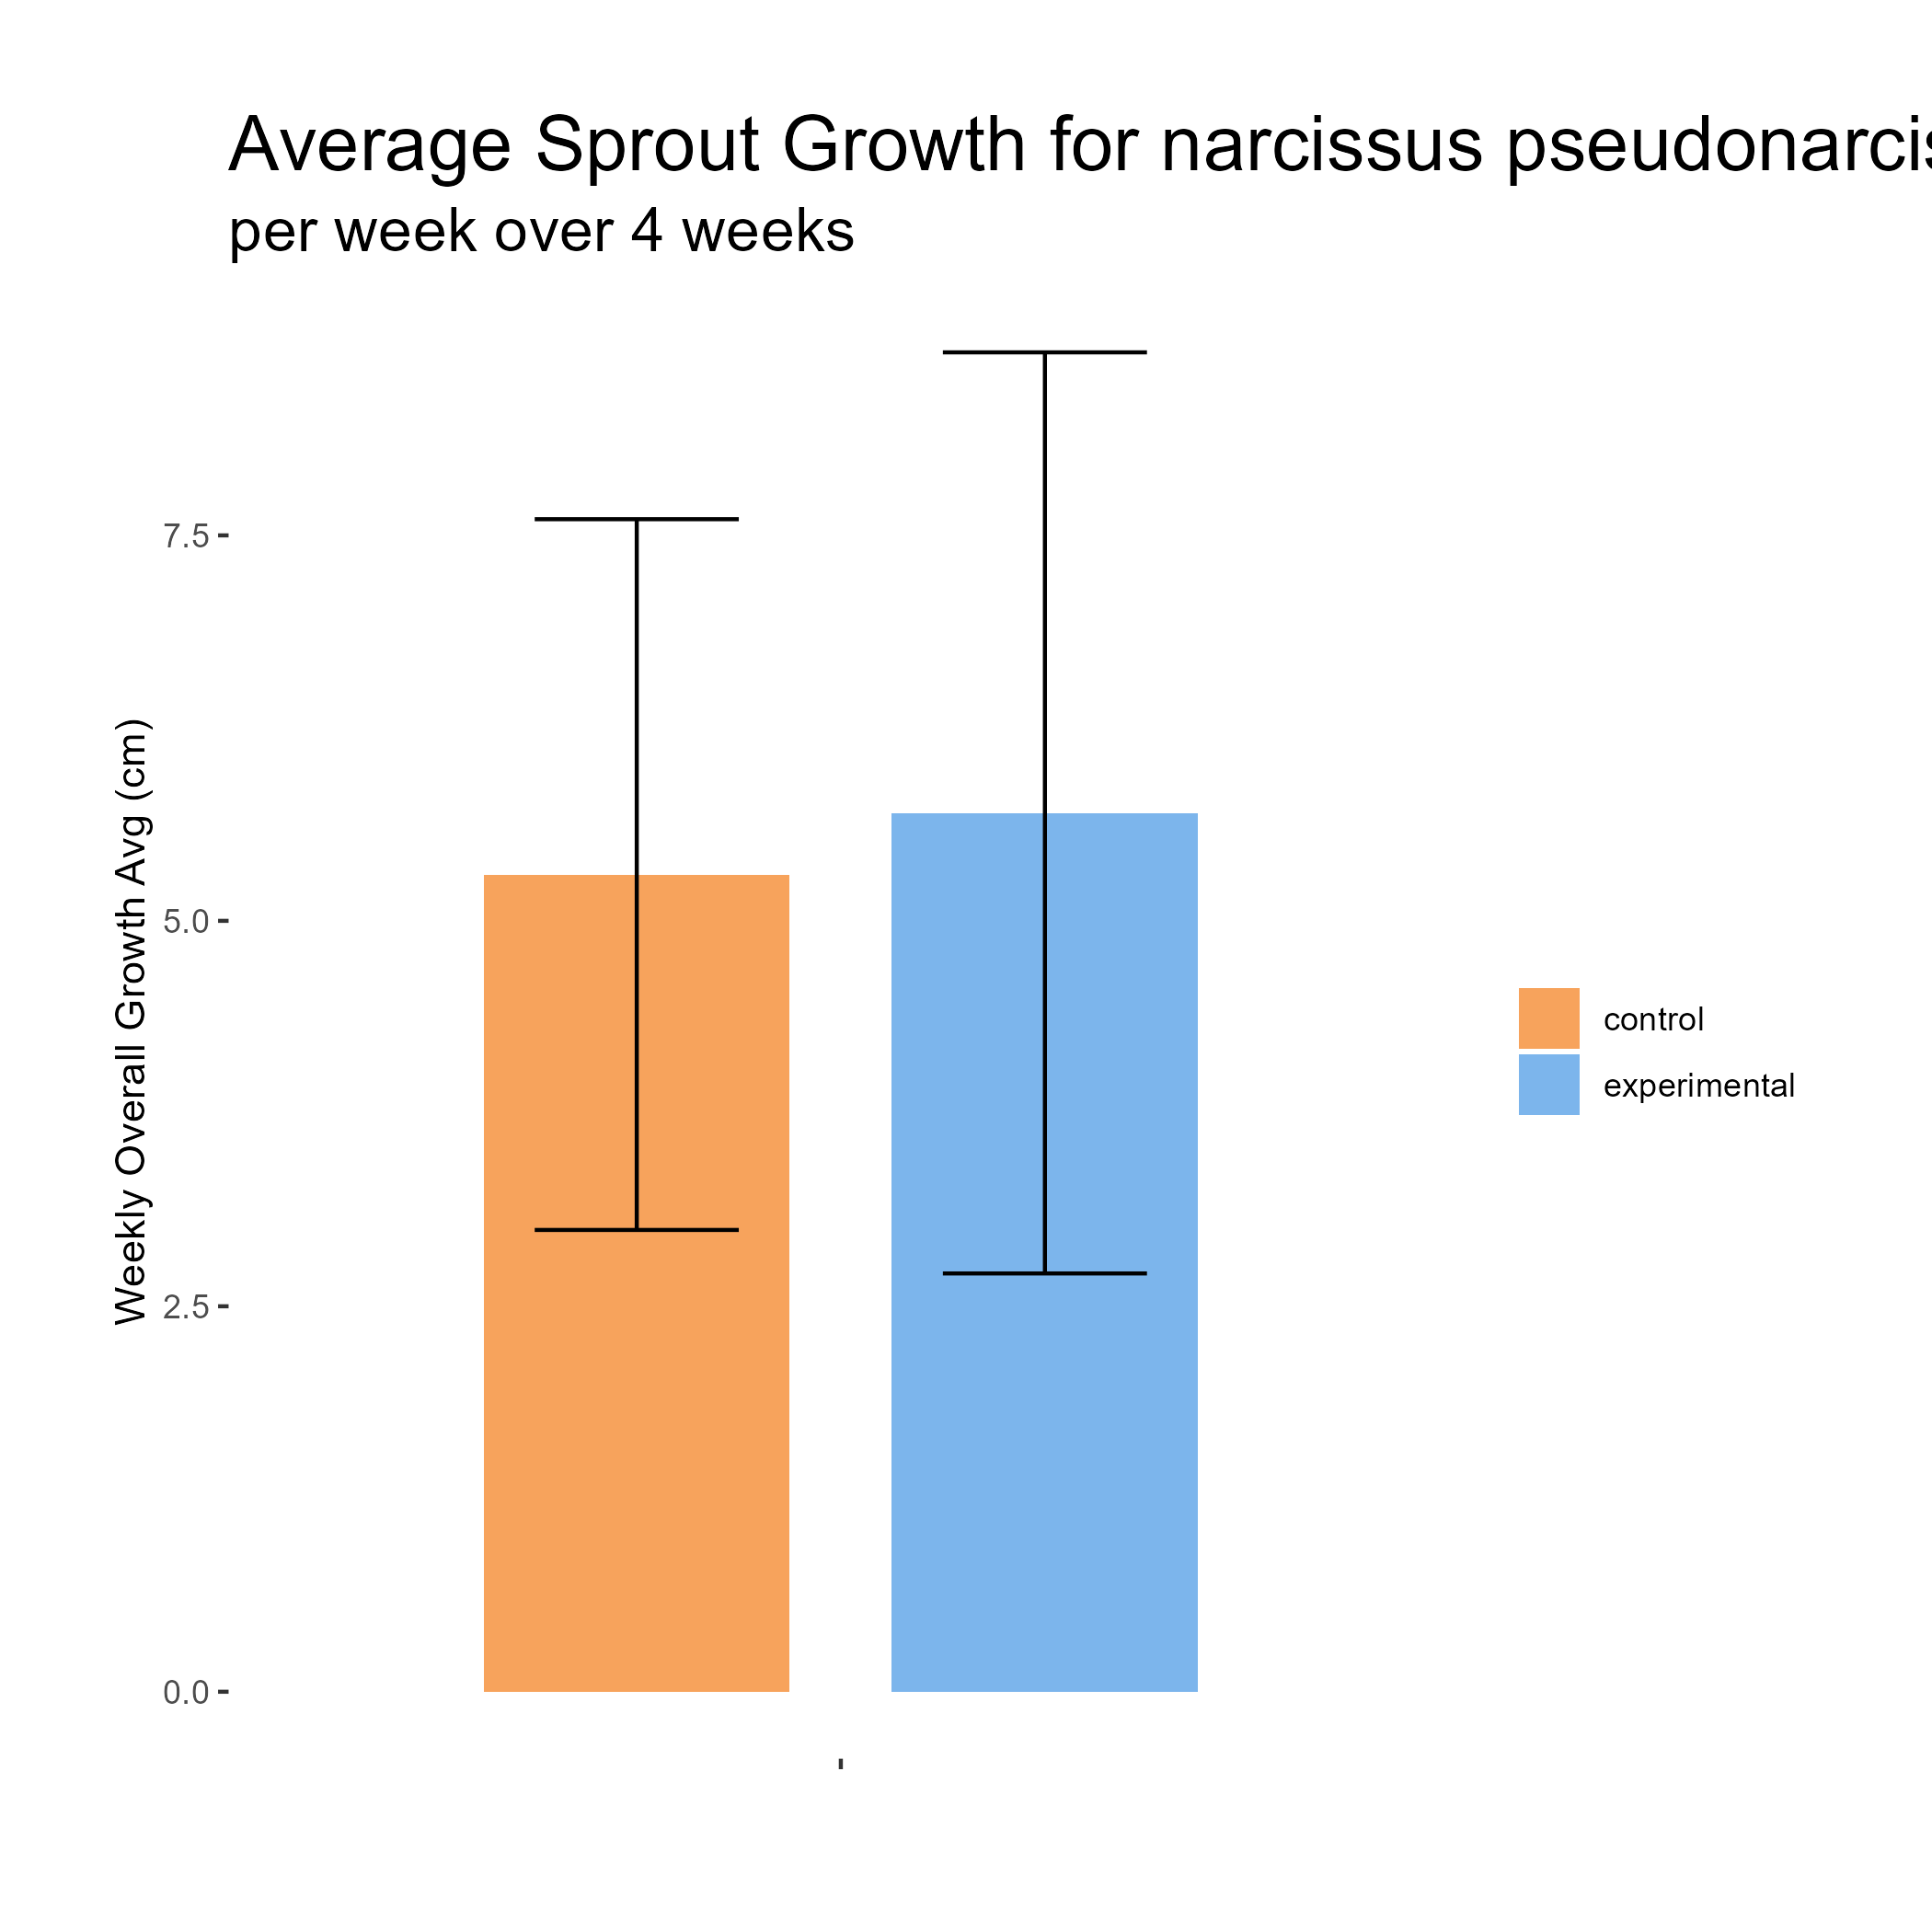 Average Sprout Growth for narcissus
per week over 4 weeks
Weekly Overall Growth Avg (cm)
7.5
5.0
2.5
0.0
control
experimental